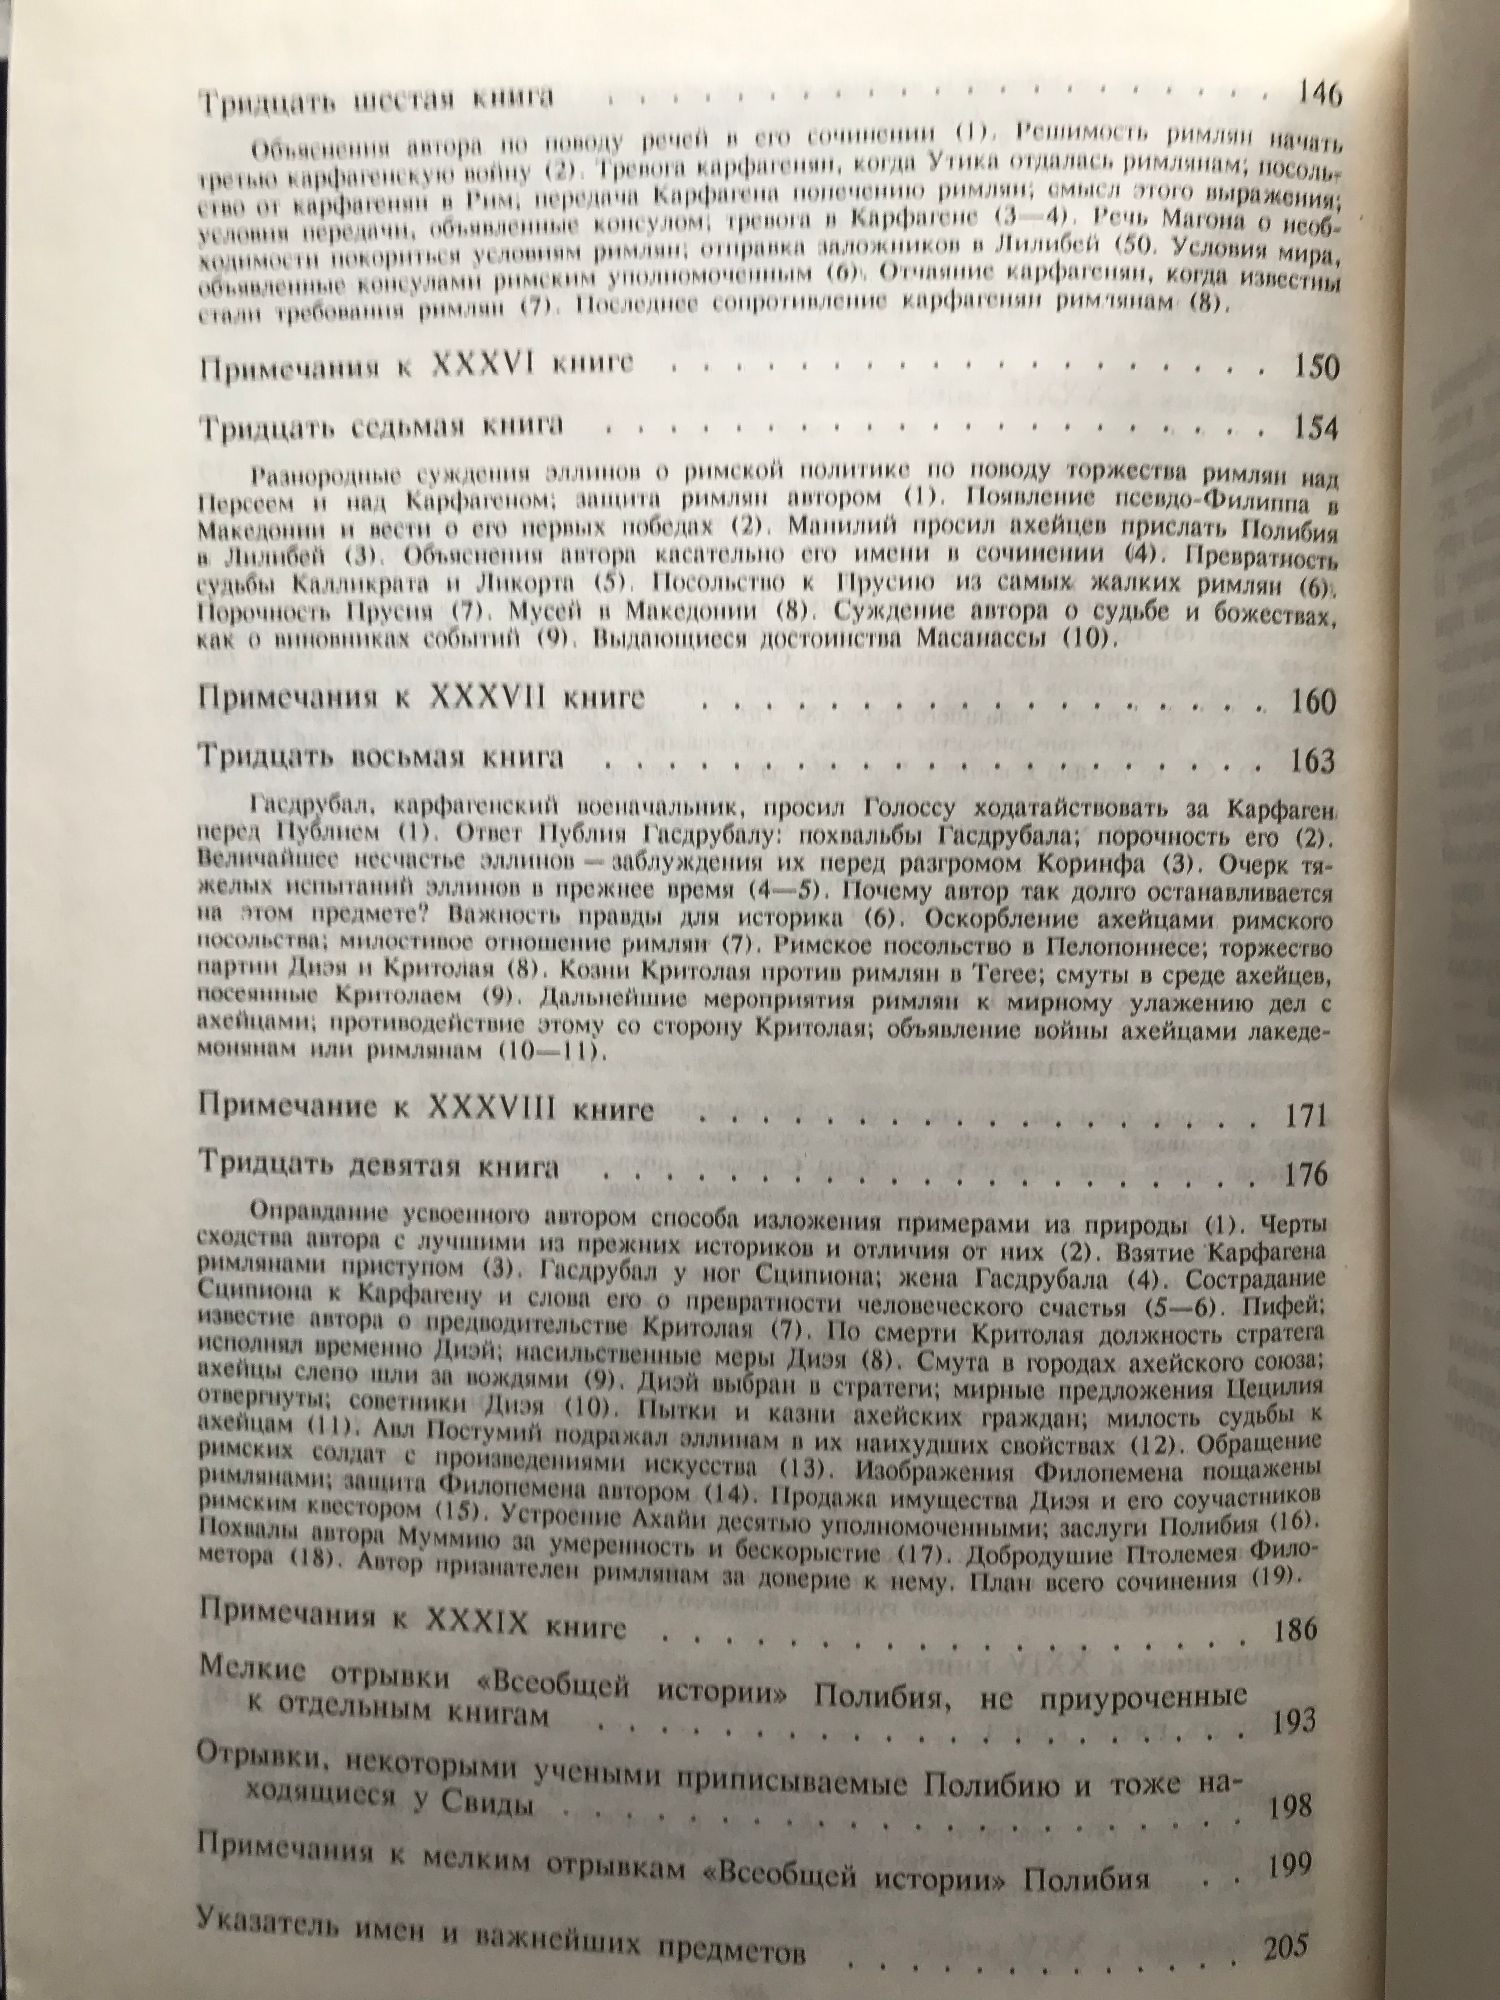 Тридцать шестая книга . . . . . . . . . . . . . . . . . . . . . 146
Объяснения автора по поводу речей в его сочинении (1). Решимость римлян начать
третью карфагенскую войну (2). Тревога карфагенян, когда Утика отдалась римлянам; посоль-
ство от карфагенян в Рим; передача Карфагена попечению римлян; смысл этого выражения;
условия передачи, объявленные консулом; тревога в Карфагене (3—4). Речь Магона о необ-
ходимости покориться условиям римлян; отправка заложников в Лилибей (50. Условия мира,
объявленные консулами римским уполномоченным (6). Отчаяние карфагенян, когда известны
стали требования римлян (7). Последнее сопротивление карфагенян римлянам (8).
Примечания к XXXVI книге . . . . . . . . . . . . . . . . . . . 150
Тридцать седьмая книга . . . . . . . . . . . . . . . . . . . . . 154
Разнородные суждения эллинов о римской политике по поводу торжества римлян над
Персеем и над Карфагеном; защита римлян автором (1). Появление псевдо-Филиппа в
Македонии и вести о его первых победах (2). Манилий просил ахейцев прислать Полибия
в Лилибей (3). Объяснения автора касательно его имени в сочинении (4). Превратность
судьбы Калликрата и Ликорта (5). Посольство к Прусию из самых жалких римлян (6).
Порочность Прусия (7). Мусей в Македонии (8). Суждение автора о судьбе и божествах,
как о виновниках событий (9). Выдающиеся достоинства Масанассы (10).
Примечания к XXXVII книге . . . . . . . . . . . . . . . . . . 160
Тридцать восьмая книга . . . . . . . . . . . . . . . . . . . . . 163
Гасдрубал, карфагенский военачальник, просил Голоссу ходатайствовать за Карфаген
перед Публием (1). Ответ Публия Гасдрубалу: похвальбы Гасдрубала; порочность его (2).
Величайшее несчастье эллинов — заблуждения их перед разгромом Коринфа (3). Очерк тя-
желых испытаний эллинов в прежнее время (4—5). Почему автор так долго останавливается
на этом предмете? Важность правды для историка (6). Оскорбление ахейцами римского
посольства; милостивое отношение римлян (7). Римское посольство в Пелопоннесе; торжество
партии Диэя и Критолая (8). Козни Критолая против римлян в Тегее; смуты в среде ахейцев,
посеянные Критолаем (9). Дальнейшие мероприятия римлян к мирному улажению дел с
ахейцами; противодействие этому со сторону Критолая; объявление войны ахейцами лакеде-
монянам или римлянам (10—11).
Примечание к XXXVIII книге . . . . . . . . . . . . . . . . . . 171
Тридцать девятая книга . . . . . . . . . . . . . . . . . . . . . 176
Оправдание усвоенного автором способа изложения примерами из природы (1). Черты
сходства автора с лучшими из прежних историков и отличия от них (2). Взятие Карфагена
римлянами приступом (3). Гасдрубал у ног Сципиона; жена Гасдрубала (4). Сострадание
Сципиона к Карфагену и слова его о превратности человеческого счастья (5—6). Пифей;
известие автора о предводительстве Критолая (7). По смерти Критолая должность стратега
исполнял временно Диэй; насильственные меры Диэя (8). Смута в городах ахейского союза;
ахейцы слепо шли за вождями (9). Диэй выбран в стратеги; мирные предложения Цецилия
отвергнуты; советники Диэя (10). Пытки и казни ахейских граждан; милость судьбы к
ахейцам (11). Авл Постумий подражал эллинам в их наихудших свойствах (12). Обращение
римских солдат с произведениями искусства (13). Изображения Филопемена пощажены
римлянами; защита Филопемена автором (14). Продажа имущества Диэя и его соучастников
римским квестором (15). Устроение Ахайи десятью уполномоченными; заслуги Полибия (16).
Похвалы автора Муммию за умеренность и бескорыстие (17). Добродушие Птолемея Фило-
метора (18). Автор признателен римлянам за доверие к нему. План всего сочинения (19).
Примечания к XXXIX книге . . . . . . . . . . . . . . . . . . . 186
Мелкие отрывки «Всеобщей истории» Полибия, не приуроченные
к отдельным книгам . . . . . . . . . . . . . . . . . . . . . 193
Отрывки, некоторыми учеными приписываемые Полибию и тоже на-
ходящиеся у Свиды . . . . . . . . . . . . . . . . . . . . . . 198
Примечания к мелким отрывкам «Всеобщей истории» Полибия . . 199
Указатель имен и важнейших предметов . . . . . . . . . . . . . 205